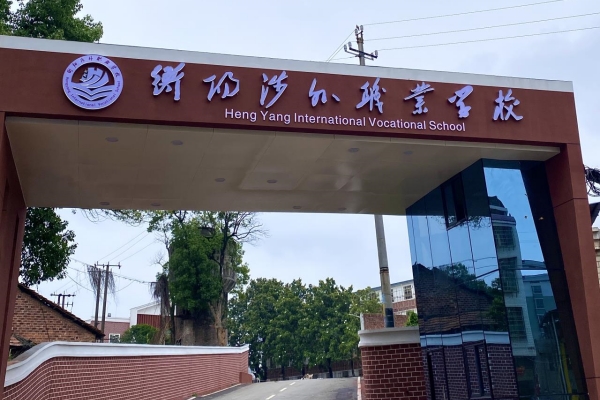 衡阳涉外职业学校
Heng Yang International Vocational School